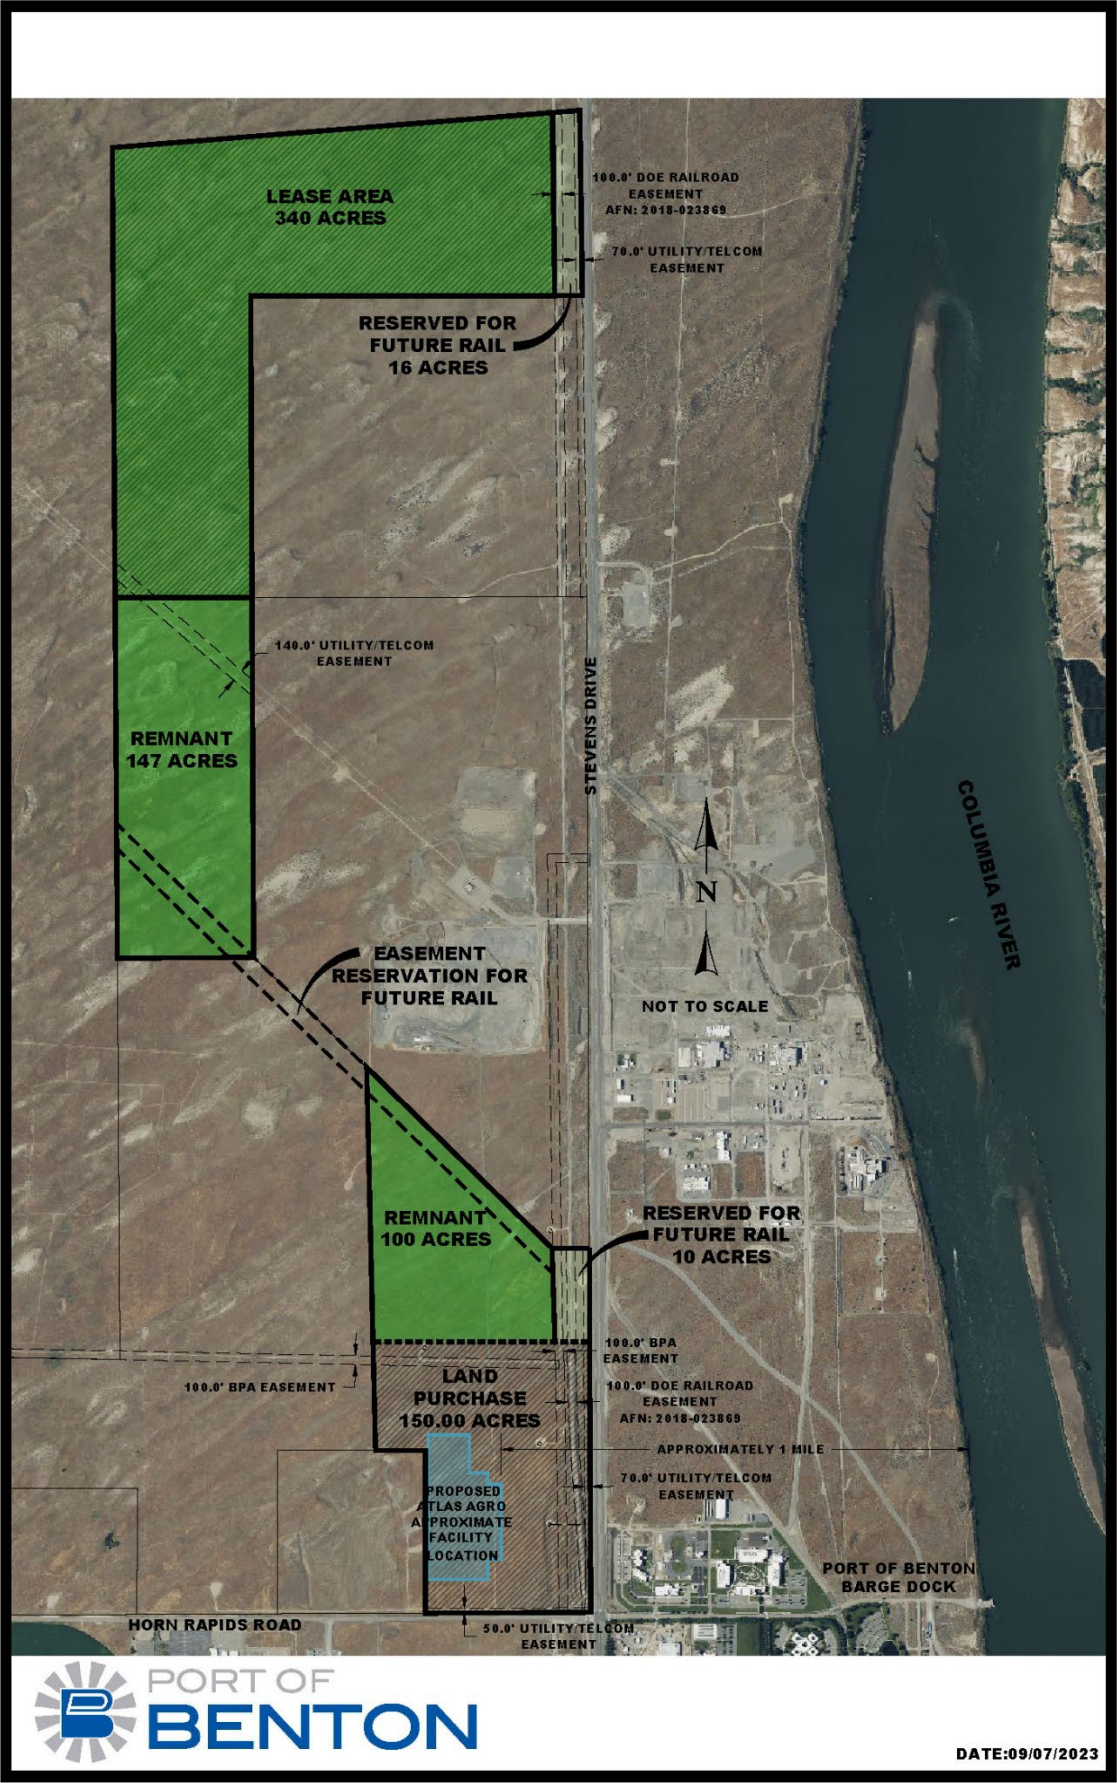 LEASE AREA
340 ACRES
100.0' DOE RAILROAD
EASEMENT
AFN: 2018-023869
70.0' UTILITY/TELCOM
EASEMENT
RESERVED FOR
FUTURE RAIL
16 ACRES
140.0' UTILITY/TELCOM
EASEMENT
STEVENS DRIVE
REMNANT
147 ACRES
COLUMBIA RIVER
N
NOT TO SCALE
EASEMENT
RESERVATION FOR
FUTURE RAIL
REMNANT
100 ACRES
RESERVED FOR
FUTURE RAIL
10 ACRES
100.0' BPA
EASEMENT
100.0' BPA EASEMENT
LAND
PURCHASE
150.00 ACRES
100.0' DOE RAILROAD
EASEMENT
AFN: 2018-023869
APPROXIMATELY 1 MILE
70.0' UTILITY/TELCOM
EASEMENT
PROPOSED
ATLAS AGRO
APPROXIMATE
FACILITY
LOCATION
PORT OF BENTON
BARGE DOCK
HORN RAPIDS ROAD
50.0' UTILITY/TELCOM
EASEMENT
B
PORT OF
BENTON
DATE:09/07/2023